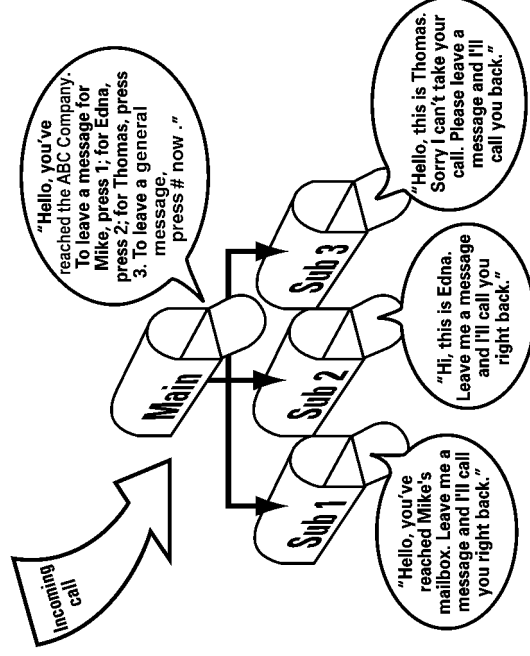 Incoming
call
Main
"Hello, you've
reached the ABC Company.
To leave a message for
Mike, press 1; for Edna,
press 2; for Thomas, press
3. To leave a general
message,
press # now ."
Sub 1
Sub 2
Sub 3
"Hello, you've
reached Mike's
mailbox. Leave me a
message and I'll call
you right back."
"Hi, this is Edna.
Leave me a message
and I'll call you
right back."
"Hello, this is Thomas.
Sorry I can't take your
call. Please leave a
message and I'll
call you back."